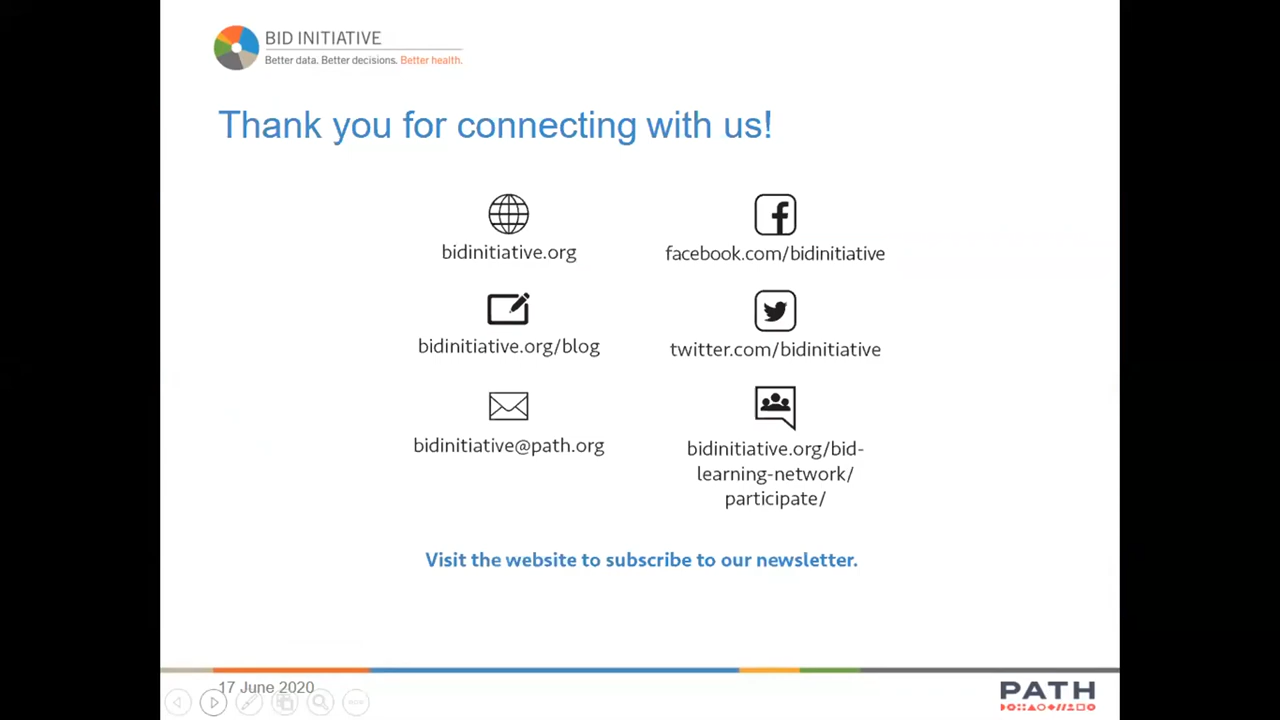 BID INITIATIVE
Better data. Better decisions. Better health.
Thank you for connecting with us!
bidinitiative.org
facebook.com/bidinitiative
bidinitiative.org/blog
twitter.com/bidinitiative
bidinitiative@path.org
bidinitiative.org/bid-
learning-network/
participate/
Visit the website to subscribe to our newsletter.
17 June 2020
PATH